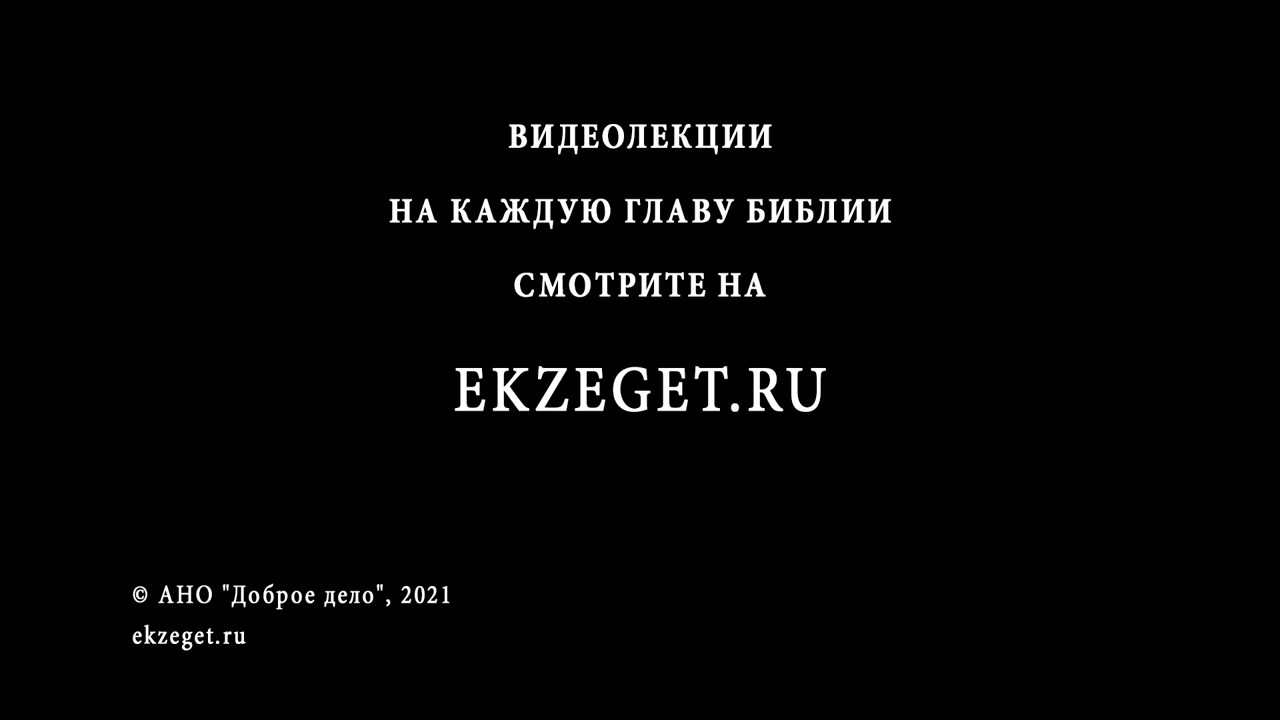 ВИДЕОЛЕКЦИИ
НА КАЖДУЮ ГЛАВУ БИБЛИИ
СМОТРИТЕ НА
EKZEGET.RU
© АНО "Доброе дело", 2021
ekzeget.ru